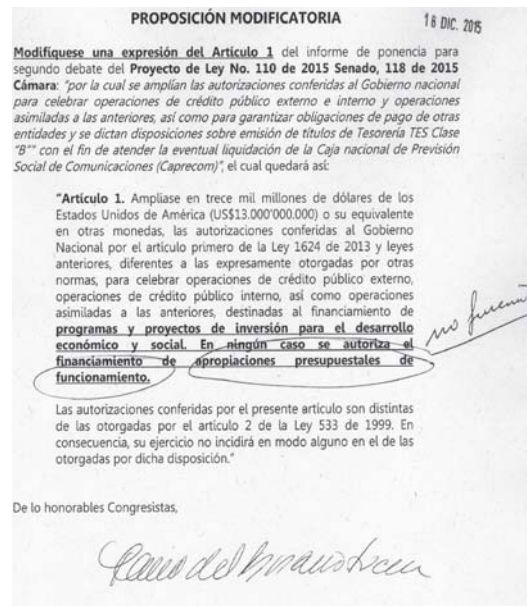 PROPOSICIÓN MODIFICATORIA
16 DIC. 2015
Modifíquese una expresión del Artículo 1 del informe de ponencia para
segundo debate del Proyecto de Ley No. 110 de 2015 Senado, 118 de 2015
Cámara: "por la cual se amplían las autorizaciones conferidas al Gobierno nacional
para celebrar operaciones de crédito público externo e interno y operaciones
asimiladas a las anteriores, así como para garantizar obligaciones de pago de otras
entidades y se dictan disposiciones sobre emisión de títulos de Tesorería TES Clase
"B"" con el fin de atender la eventual liquidación de la Caja nacional de Previsión
Social de Comunicaciones (Caprecom)", el cual quedará así:
"Artículo 1. Ampliase en trece mil millones de dólares de los
Estados Unidos de América (US$13.000'000.000) o su equivalente
en otras monedas, las autorizaciones conferidas al Gobierno
Nacional por el artículo primero de la Ley 1624 de 2013 y leyes
anteriores, diferentes a las expresamente otorgadas por otras
normas, para celebrar operaciones de crédito público externo,
operaciones de crédito público interno, así como operaciones
asimiladas a las anteriores, destinadas al financiamiento de
programas y proyectos de inversión para el desarrollo
económico y social. En ningún caso se autoriza el
financiamiento de apropiaciones presupuestales de
funcionamiento.
no
Las autorizaciones conferidas por el presente artículo son distintas
de las otorgadas por el artículo 2 de la Ley 533 de 1999. En
consecuencia, su ejercicio no incidirá en modo alguno en el de las
otorgadas por dicha disposición."
De lo honorables Congresistas,